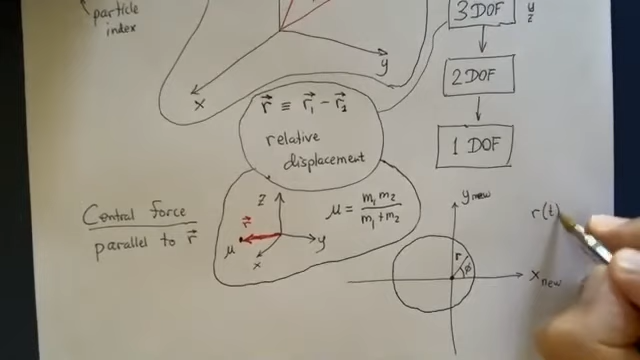 particle
index
x
y
3 DOF
y
z
2 DOF
1 DOF
r⃗ ≡ r⃗₁ − r⃗₂
relative
displacement
Central force
parallel to r⃗
z
r⃗
μ
x
y
μ = m₁m₂ / m₁+m₂
y new
r
φ
x new
r(t)